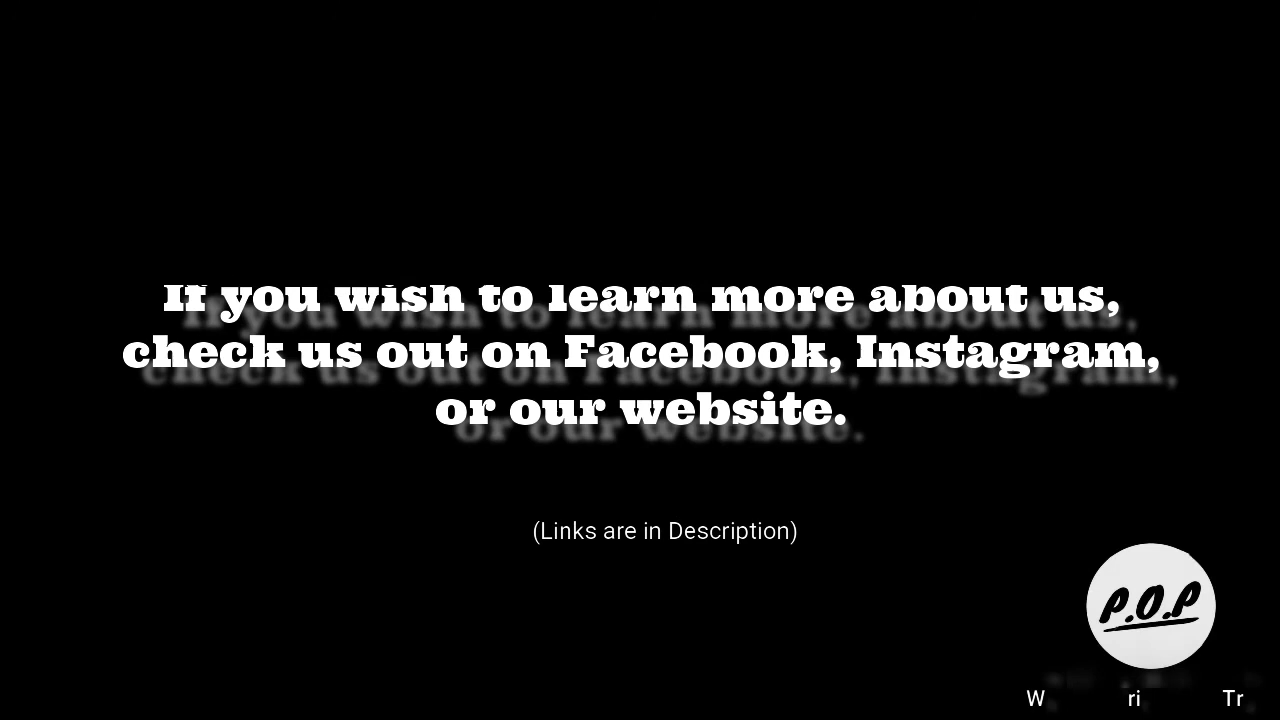 If you wish to learn more about us,
check us out on Facebook, Instagram,
or our website.
(Links are in Description)
P.O.P